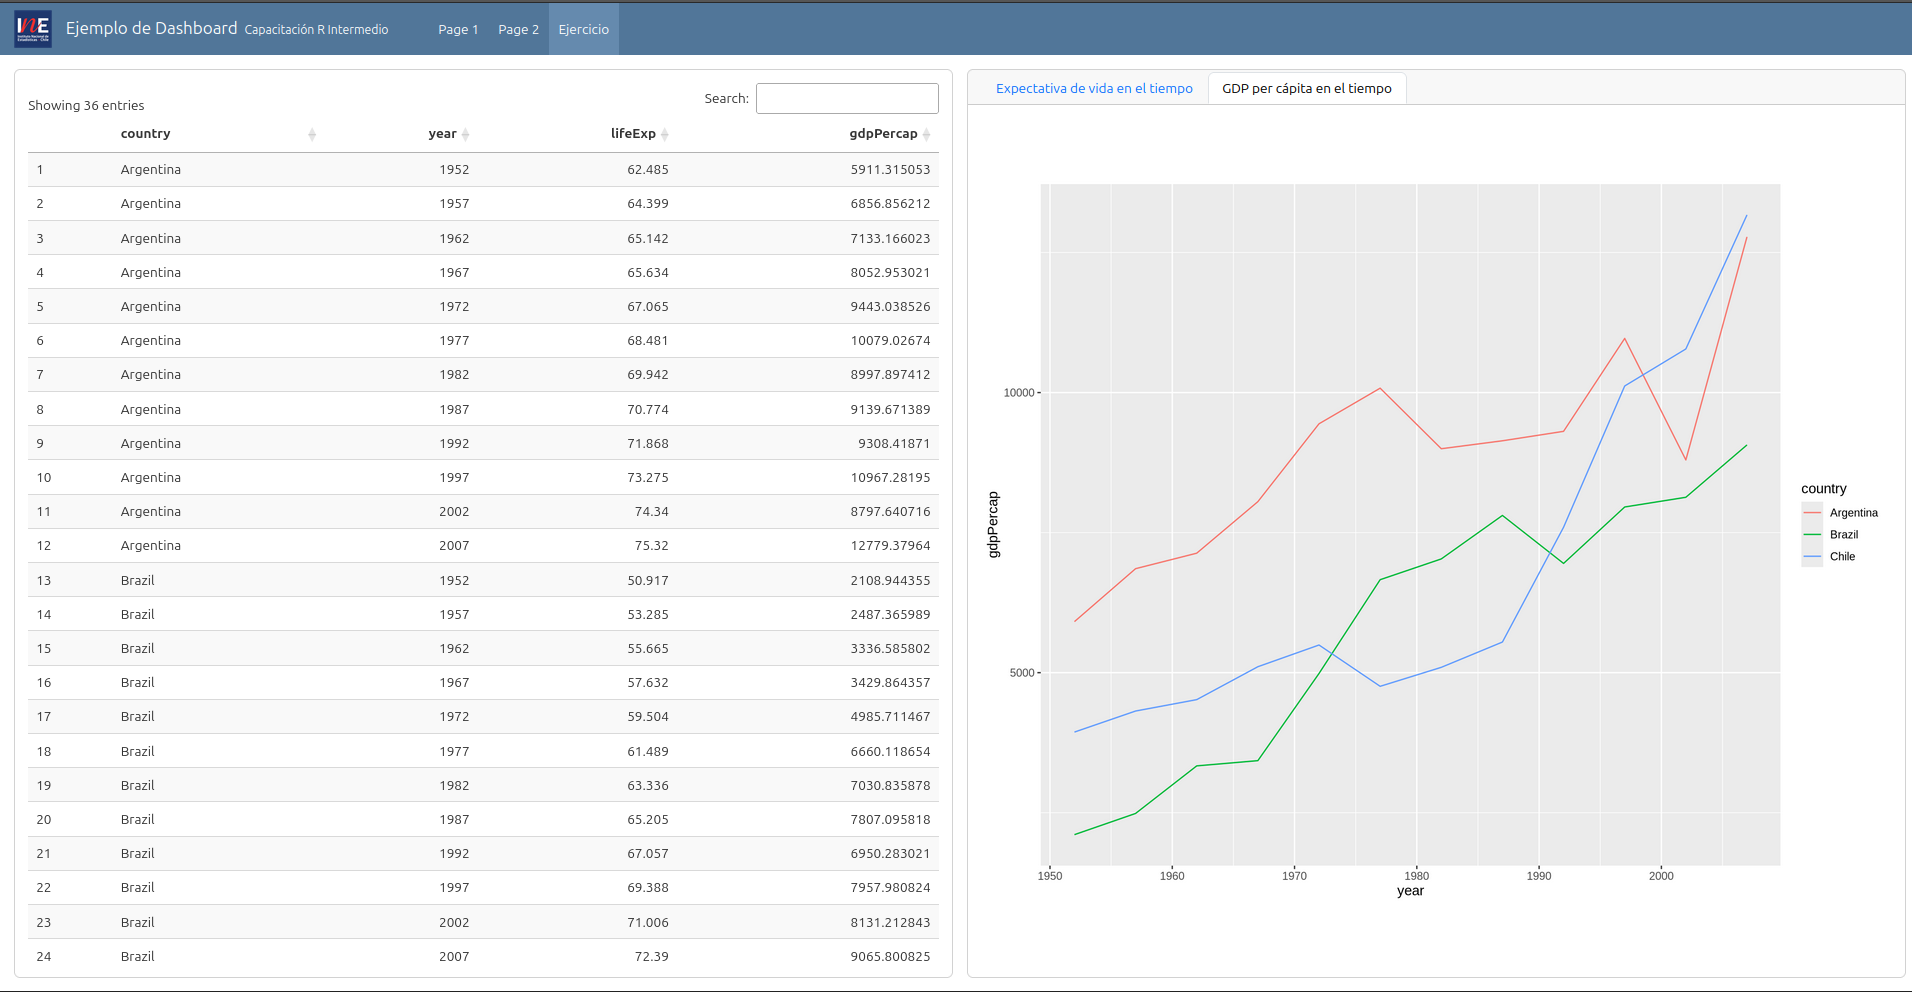 INE
Ejemplo de Dashboard Capacitación R Intermedio Page 1 Page 2 Ejercicio
Showing 36 entries
Search:
country year lifeExp gdpPercap
1 Argentina 1952 62.485 5911.315053
2 Argentina 1957 64.399 6856.856212
3 Argentina 1962 65.142 7133.166023
4 Argentina 1967 65.634 8052.953021
5 Argentina 1972 67.065 9443.038526
6 Argentina 1977 68.481 10079.02674
7 Argentina 1982 69.942 8997.897412
8 Argentina 1987 70.774 9139.671389
9 Argentina 1992 71.868 9308.41871
10 Argentina 1997 73.275 10967.28195
11 Argentina 2002 74.34 8797.640716
12 Argentina 2007 75.32 12779.37964
13 Brazil 1952 50.917 2108.944355
14 Brazil 1957 53.285 2487.365989
15 Brazil 1962 55.665 3336.585802
16 Brazil 1967 57.632 3429.864357
17 Brazil 1972 59.504 4985.711467
18 Brazil 1977 61.489 6660.118654
19 Brazil 1982 63.336 7030.835878
20 Brazil 1987 65.205 7807.095818
21 Brazil 1992 67.057 6950.283021
22 Brazil 1997 69.388 7957.980824
23 Brazil 2002 71.006 8131.212843
24 Brazil 2007 72.39 9065.800825
Expectativa de vida en el tiempo GDP per cápita en el tiempo
10000
5000
gdpPercap
1950 1960 1970 1980 1990 2000
year
country
Argentina
Brazil
Chile